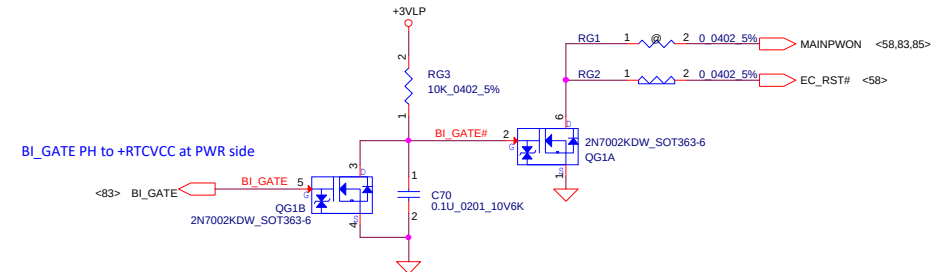 +3VLP
RG1 1 @ 2 0_0402_5% MAINPWON <58,83,85>
RG2 1 2 0_0402_5% EC_RST# <58>
2
RG3
10K_0402_5%
1
BI_GATE# 2
G
6
D
S
1
2N7002KDW_SOT363-6
QG1A
BI_GATE PH to +RTCVCC at PWR side
<83> BI_GATE
BI_GATE 5
G
3
D
S
4
QG1B
2N7002KDW_SOT363-6
1
C70
0.1U_0201_10V6K
2